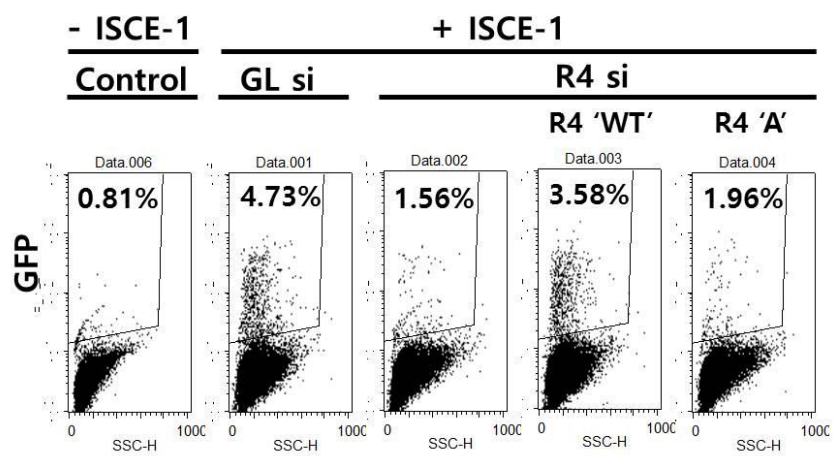 - ISCE-1 + ISCE-1
Control GL si R4 si
R4 ‘WT’ R4 ‘A’
Data.006 Data.001 Data.002 Data.003 Data.004
0.81% 4.73% 1.56% 3.58% 1.96%
GFP
0 1000 0 1000 0 1000 0 1000 0 1000
SSC-H SSC-H SSC-H SSC-H SSC-H